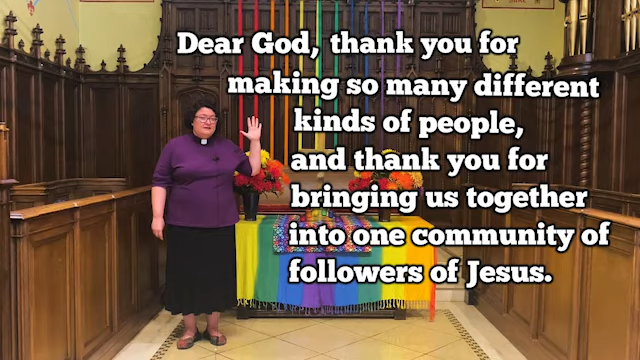 Dear God, thank you for
making so many different
kinds of people,
and thank you for
bringing us together
into one community of
followers of Jesus.